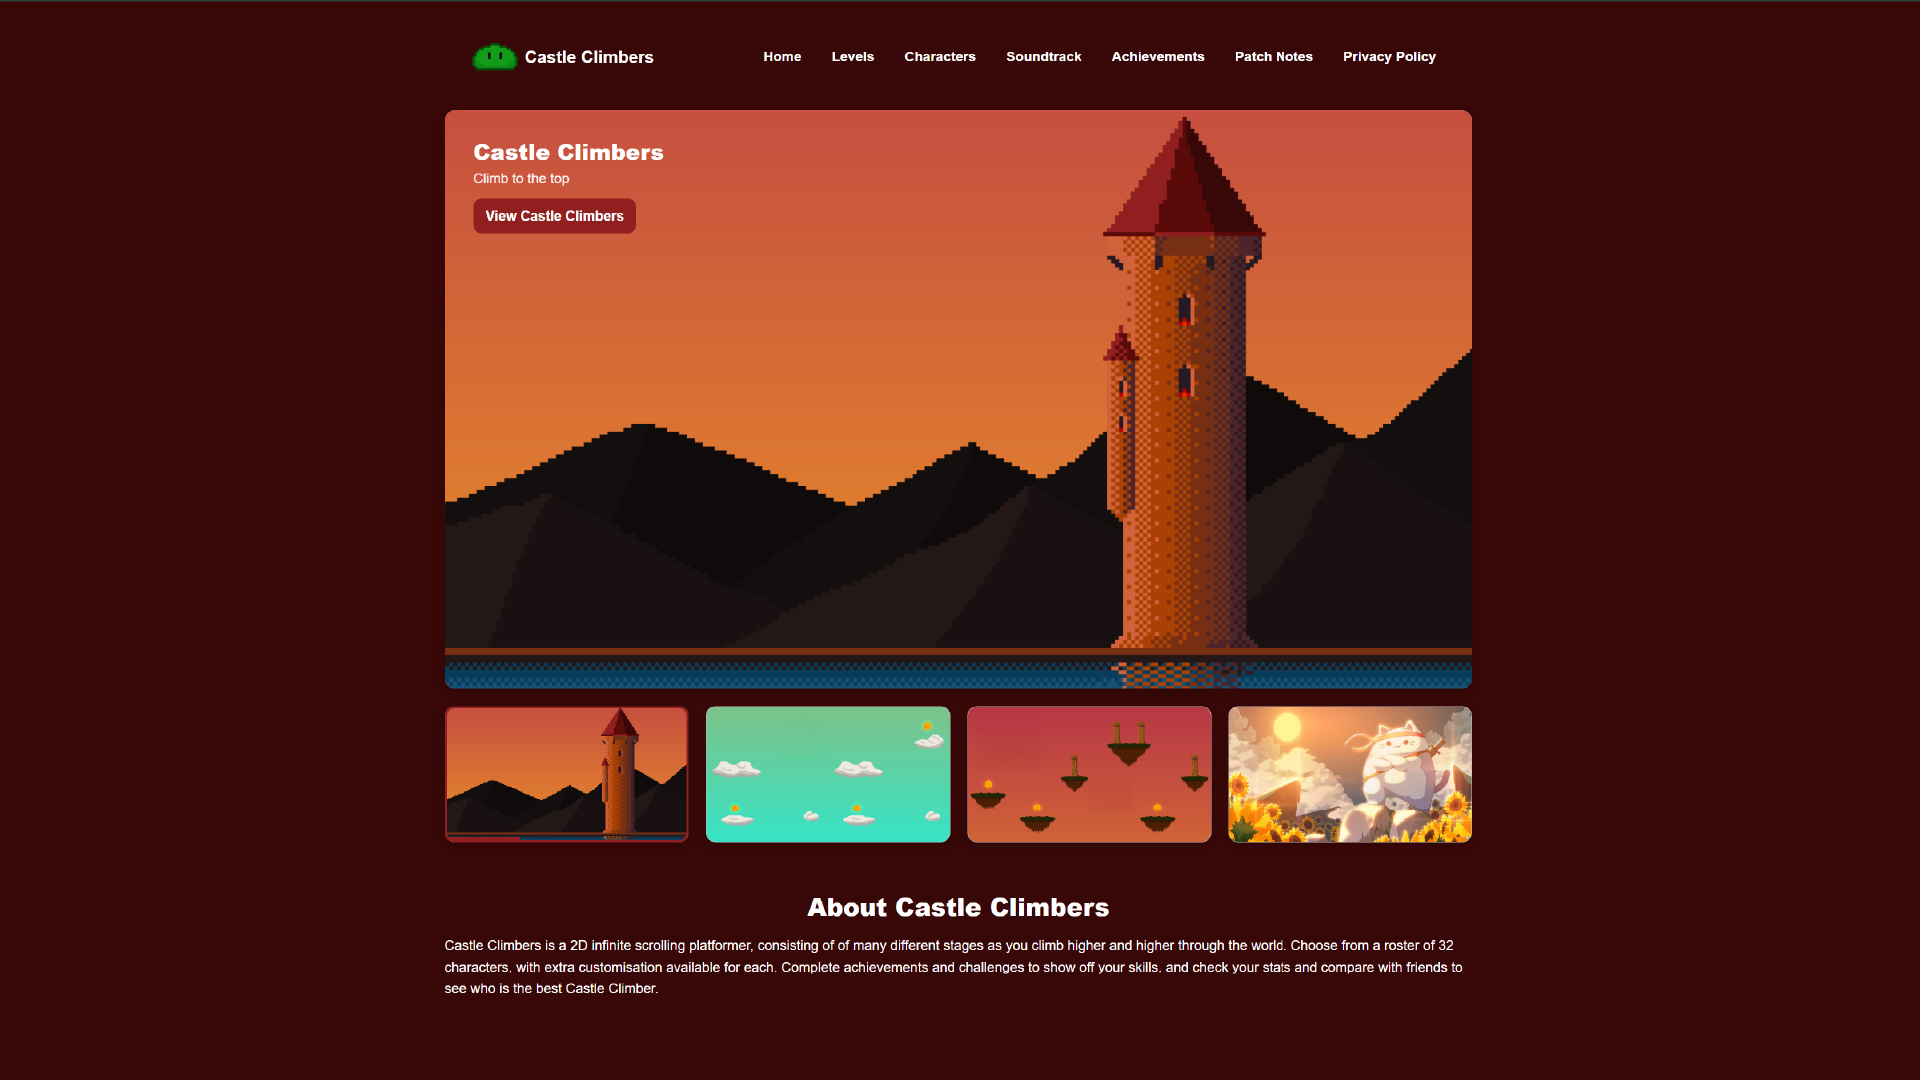 Castle Climbers
Home Levels Characters Soundtrack Achievements Patch Notes Privacy Policy
Castle Climbers
Climb to the top
View Castle Climbers
About Castle Climbers
Castle Climbers is a 2D infinite scrolling platformer, consisting of of many different stages as you climb higher and higher through the world. Choose from a roster of 32
characters, with extra customisation available for each. Complete achievements and challenges to show off your skills, and check your stats and compare with friends to
see who is the best Castle Climber.